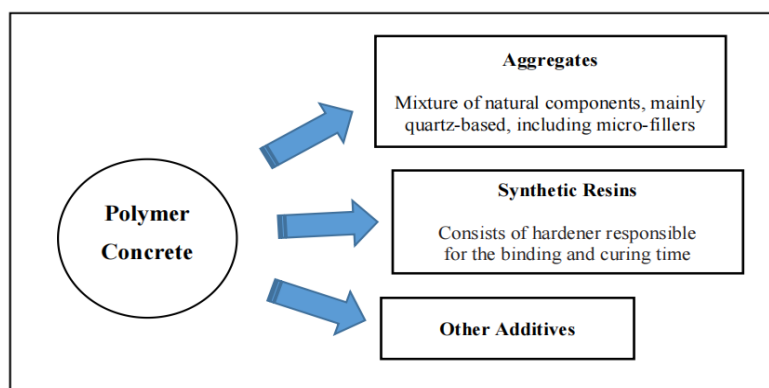 Polymer
Concrete
Aggregates
Mixture of natural components, mainly
quartz-based, including micro-fillers
Synthetic Resins
Consists of hardener responsible
for the binding and curing time
Other Additives